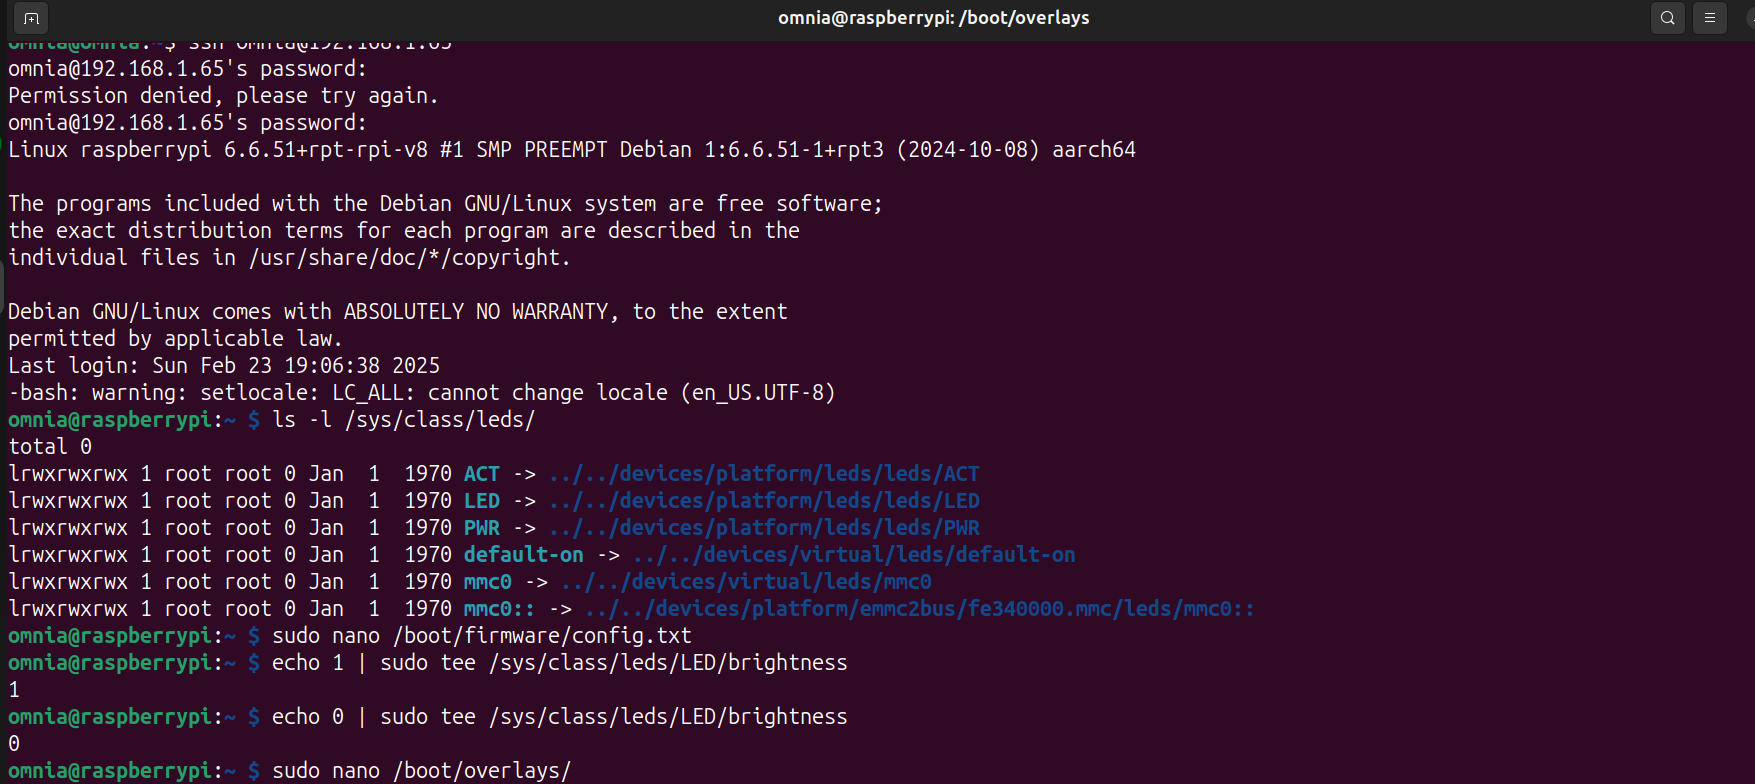 omnia@raspberrypi: /boot/overlays
omnia@omnia:~$ ssh omnia@192.168.1.65
omnia@192.168.1.65's password:
Permission denied, please try again.
omnia@192.168.1.65's password:
Linux raspberrypi 6.6.51+rpt-rpi-v8 #1 SMP PREEMPT Debian 1:6.6.51-1+rpt3 (2024-10-08) aarch64
The programs included with the Debian GNU/Linux system are free software;
the exact distribution terms for each program are described in the
individual files in /usr/share/doc/*/copyright.
Debian GNU/Linux comes with ABSOLUTELY NO WARRANTY, to the extent
permitted by applicable law.
Last login: Sun Feb 23 19:06:38 2025
-bash: warning: setlocale: LC_ALL: cannot change locale (en_US.UTF-8)
omnia@raspberrypi:~ $ ls -l /sys/class/leds/
total 0
lrwxrwxrwx 1 root root 0 Jan  1  1970 ACT -> ../../devices/platform/leds/leds/ACT
lrwxrwxrwx 1 root root 0 Jan  1  1970 LED -> ../../devices/platform/leds/leds/LED
lrwxrwxrwx 1 root root 0 Jan  1  1970 PWR -> ../../devices/platform/leds/leds/PWR
lrwxrwxrwx 1 root root 0 Jan  1  1970 default-on -> ../../devices/virtual/leds/default-on
lrwxrwxrwx 1 root root 0 Jan  1  1970 mmc0 -> ../../devices/virtual/leds/mmc0
lrwxrwxrwx 1 root root 0 Jan  1  1970 mmc0:: -> ../../devices/platform/emmc2bus/fe340000.mmc/leds/mmc0::
omnia@raspberrypi:~ $ sudo nano /boot/firmware/config.txt
omnia@raspberrypi:~ $ echo 1 | sudo tee /sys/class/leds/LED/brightness
1
omnia@raspberrypi:~ $ echo 0 | sudo tee /sys/class/leds/LED/brightness
0
omnia@raspberrypi:~ $ sudo nano /boot/overlays/